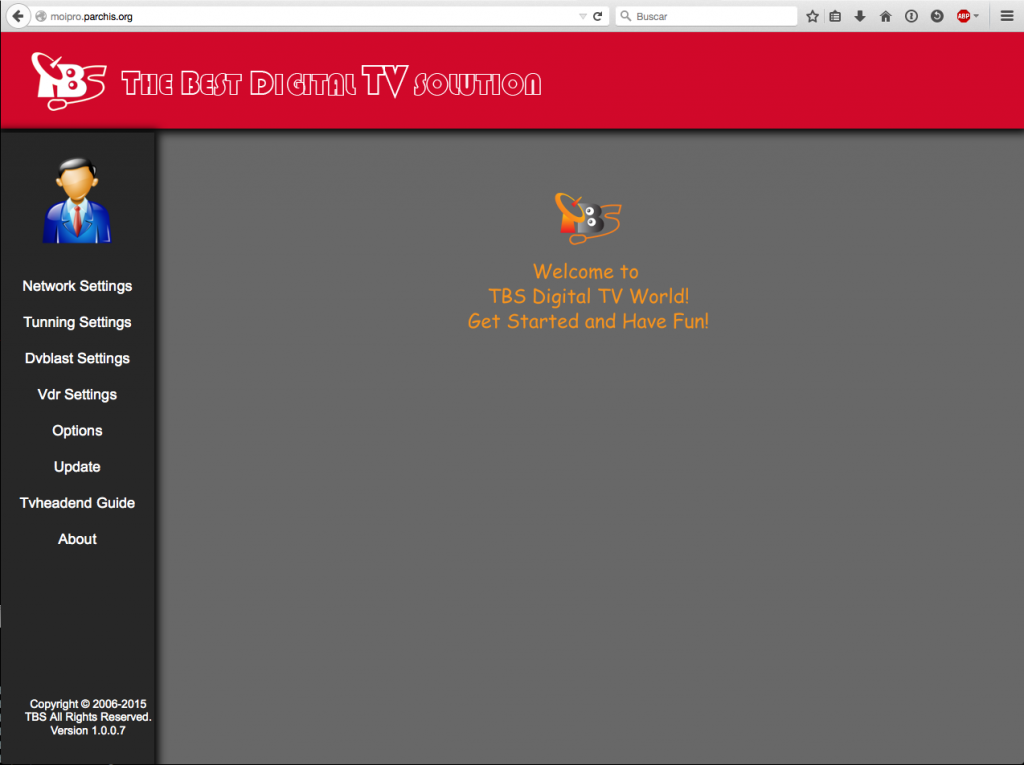 moipro.parchis.org
Buscar
ABP
TBS The Best Digital TV solution
TBS
Welcome to
TBS Digital TV World!
Get Started and Have Fun!
Network Settings
Tunning Settings
Dvblast Settings
Vdr Settings
Options
Update
Tvheadend Guide
About
Copyright © 2006-2015
TBS All Rights Reserved.
Version 1.0.0.7